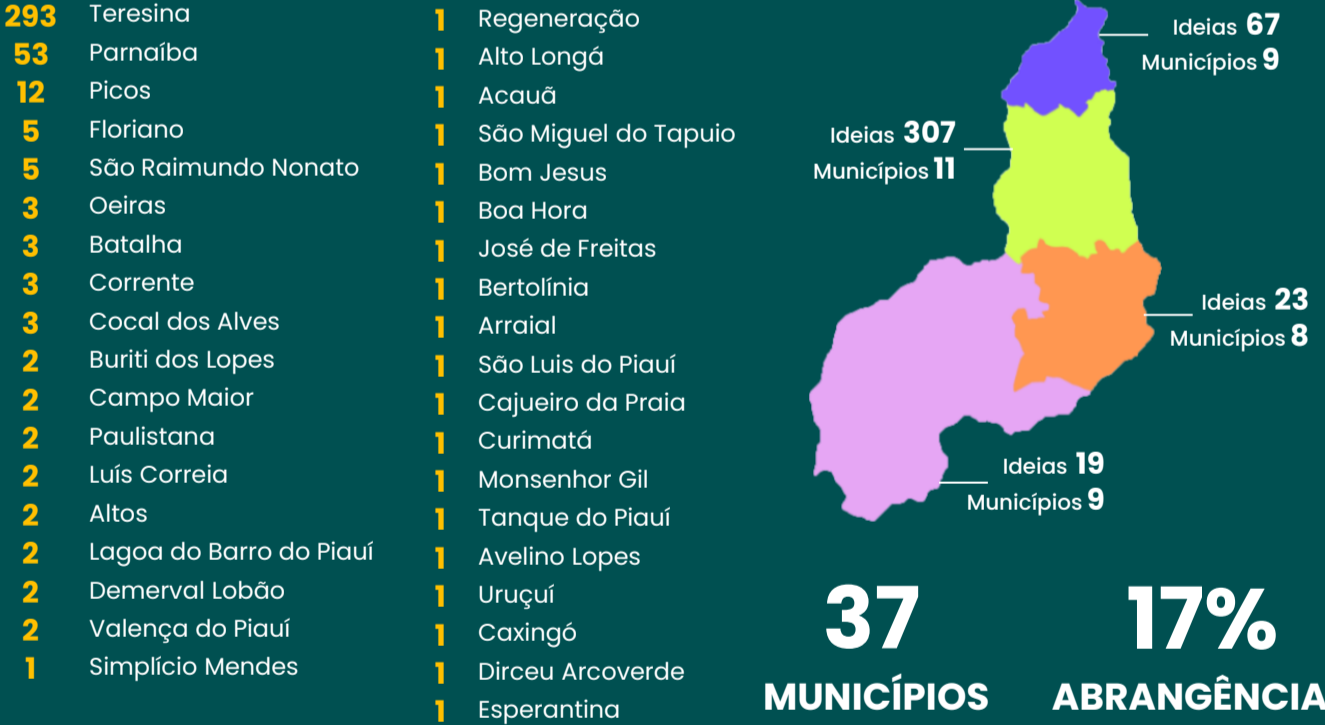 293 Teresina
53 Parnaíba
12 Picos
5 Floriano
5 São Raimundo Nonato
3 Oeiras
3 Batalha
3 Corrente
3 Cocal dos Alves
2 Buriti dos Lopes
2 Campo Maior
2 Paulistana
2 Luís Correia
2 Altos
2 Lagoa do Barro do Piauí
2 Demerval Lobão
2 Valença do Piauí
1 Simplício Mendes
1 Regeneração
1 Alto Longá
1 Acauã
1 São Miguel do Tapuio
1 Bom Jesus
1 Boa Hora
1 José de Freitas
1 Bertolínia
1 Arraial
1 São Luis do Piauí
1 Cajueiro da Praia
1 Curimatá
1 Monsenhor Gil
1 Tanque do Piauí
1 Avelino Lopes
1 Uruçuí
1 Caxingó
1 Dirceu Arcoverde
1 Esperantina
Ideias 67
Municípios 9
Ideias 307
Municípios 11
Ideias 23
Municípios 8
Ideias 19
Municípios 9
37
MUNICÍPIOS
17%
ABRANGÊNCIA